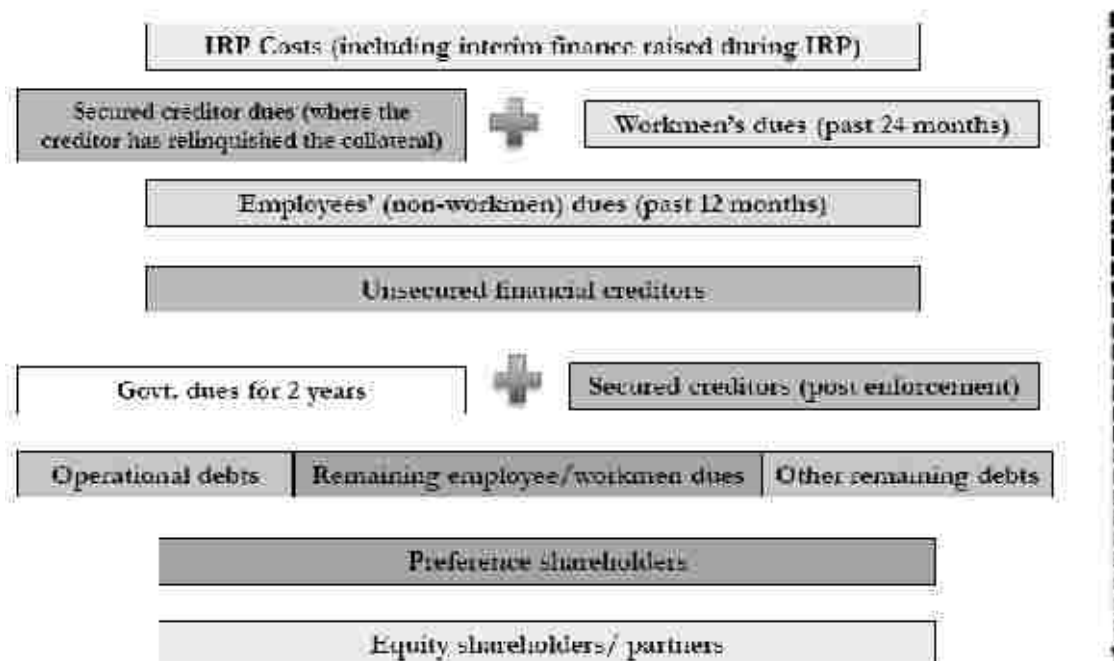 IRP Costs (including interim finance raised during IRP)
Secured creditor dues (where the
creditor has relinquished the collateral)
Workmen's dues (past 24 months)
Employees' (non-workmen) dues (past 12 months)
Unsecured financial creditors
Govt. dues for 2 years
Secured creditors (post enforcement)
Operational debts
Remaining employee/workmen dues
Other remaining debts
Preference shareholders
Equity shareholders/ partners